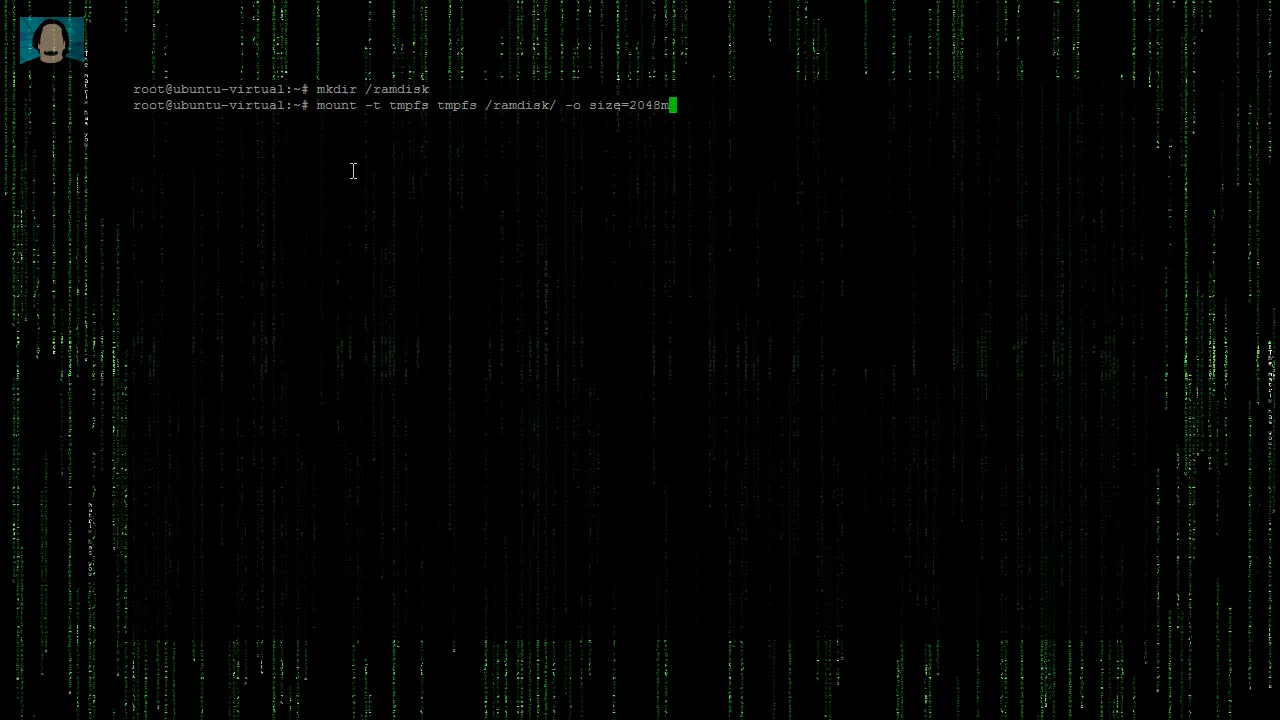 root@ubuntu-virtual:~# mkdir /ramdisk
root@ubuntu-virtual:~# mount -t tmpfs tmpfs /ramdisk/ -o size=2048m